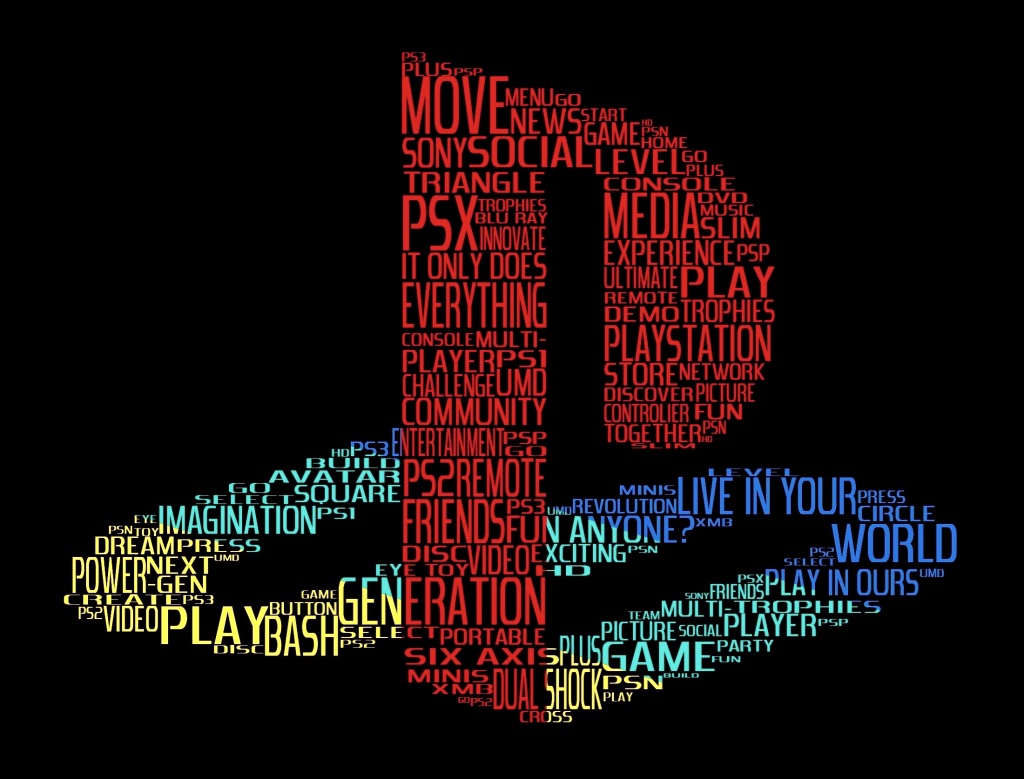 PS3
PLUS PSP
MOVE MENU GO
NEWS START
GAME HD
PSN
HOME
SONY SOCIAL LEVEL GO
PLUS
TRIANGLE CONSOLE
PSX TROPHIES MEDIA DVD
BLU RAY MUSIC
INNOVATE SLIM
IT ONLY DOES EXPERIENCE PSP
EVERYTHING ULTIMATE PLAY
REMOTE
DEMO TROPHIES
CONSOLE MULTI- PLAYSTATION
PLAYER PS1
CHALLENGE UMD STORE NETWORK
DISCOVER PICTURE
COMMUNITY CONTROLIER FUN
TOGETHER PSN
HD
SLIM
HD PS3 ENTERTAINMENT PSP
GO
BUILD
AVATAR PS2 REMOTE LEVEL
GO SQUARE MINIS LIVE IN YOUR PRESS
SELECT
EYE IMAGINATION PS1 FRIENDS PS3 UMD REVOLUTION CIRCLE
PSN TOY FUN ANYONE? XMB WORLD
DREAM PRESS DISC VIDEO EXCITING PSN PS2
SELECT
POWER NEXT UMD EYE TOY HD PLAY IN OURS UMD
-GEN PSX
CREATE PS3 GAME GENERATION SONY FRIENDS
PS2 VIDEO PLAY BUTTON TEAM MULTI-TROPHIES
BASH SELECT PORTABLE PICTURE SOCIAL PLAYER PSP
DISC PS2 PLUS GAME PARTY
SIX AXIS FUN
MINIS DUAL SHOCK PSN BUILD
XMB PLAY
GO PS2
CROSS